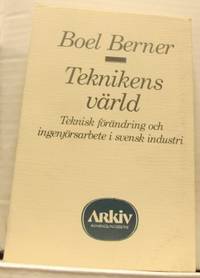 Boel Berner
Teknikens
värld
Teknisk förändring och
ingenjörsarbete i svensk industri
Arkiv